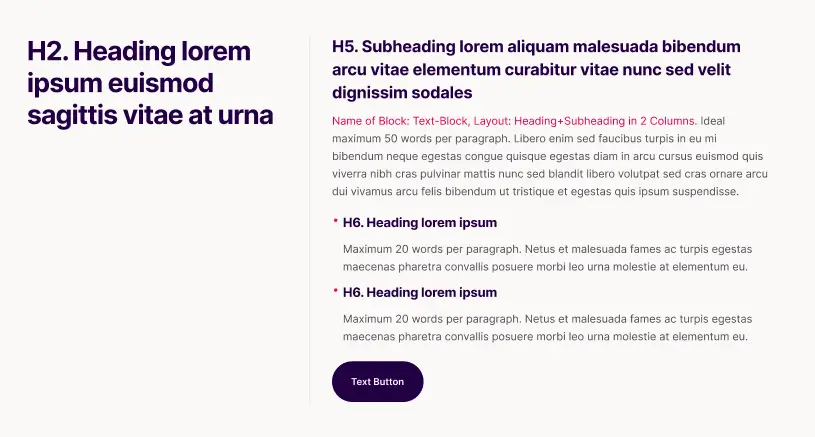 H2. Heading lorem
ipsum euismod
sagittis vitae at urna
H5. Subheading lorem aliquam malesuada bibendum
arcu vitae elementum curabitur vitae nunc sed velit
dignissim sodales
Name of Block: Text-Block, Layout: Heading+Subheading in 2 Columns. Ideal
maximum 50 words per paragraph. Libero enim sed faucibus turpis in eu mi
bibendum neque egestas congue quisque egestas diam in arcu cursus euismod quis
viverra nibh cras pulvinar mattis nunc sed blandit libero volutpat sed cras ornare arcu
dui vivamus arcu felis bibendum ut tristique et egestas quis ipsum suspendisse.
H6. Heading lorem ipsum
Maximum 20 words per paragraph. Netus et malesuada fames ac turpis egestas
maecenas pharetra convallis posuere morbi leo urna molestie at elementum eu.
H6. Heading lorem ipsum
Maximum 20 words per paragraph. Netus et malesuada fames ac turpis egestas
maecenas pharetra convallis posuere morbi leo urna molestie at elementum eu.
Text Button